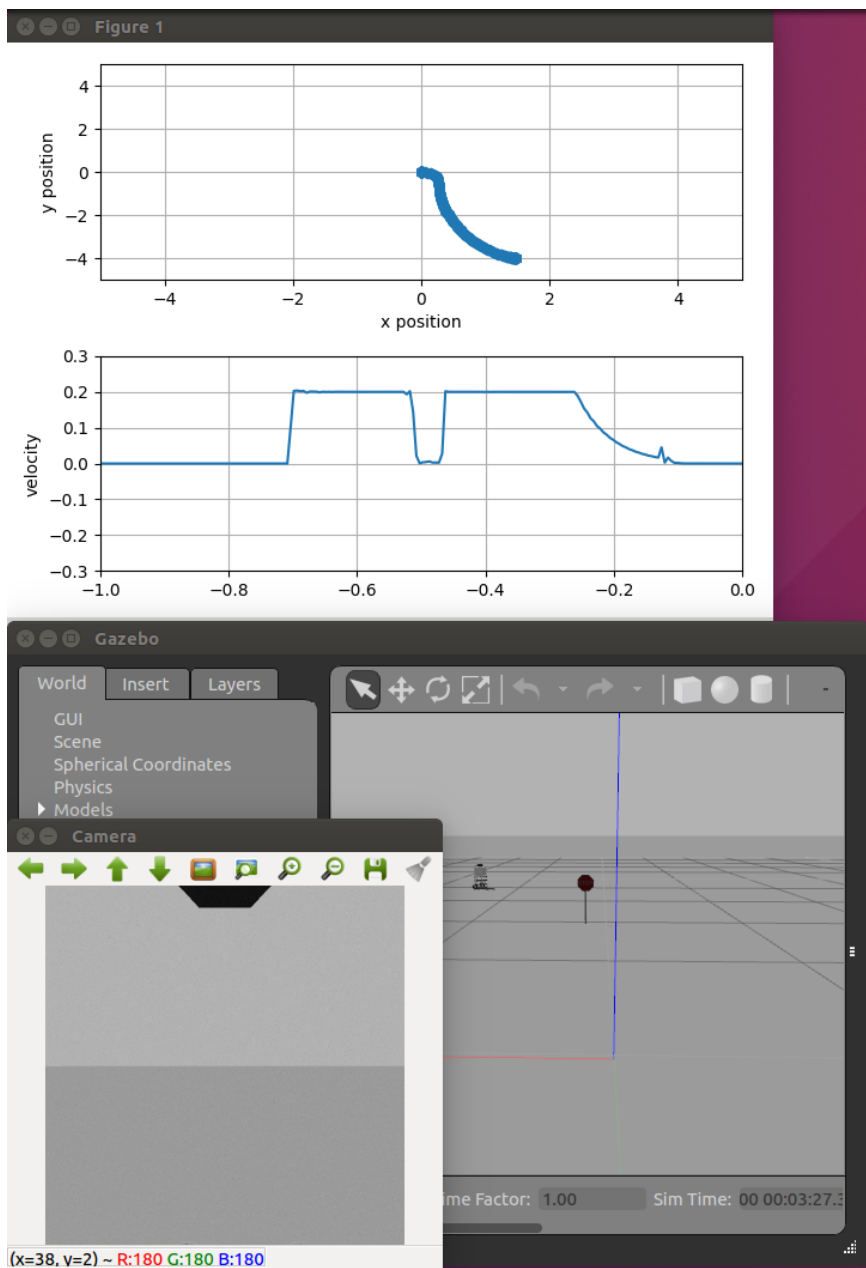 Figure 1
4
2
0
−2
−4
y position
−4 −2 0 2 4
x position
0.3
0.2
0.1
0.0
−0.1
−0.2
−0.3
velocity
−1.0 −0.8 −0.6 −0.4 −0.2 0.0
Gazebo
World Insert Layers
GUI
Scene
Spherical Coordinates
Physics
Models
Camera
ime Factor: 1.00 Sim Time: 00 00:03:27.3
(x=38, y=2) ~ R:180 G:180 B:180